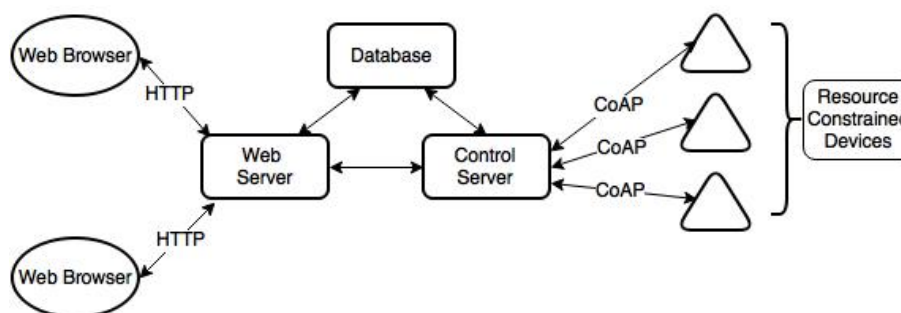 Web Browser
HTTP
Database
Web
Server
Control
Server
CoAP
CoAP
CoAP
Resource
Constrained
Devices
HTTP
Web Browser